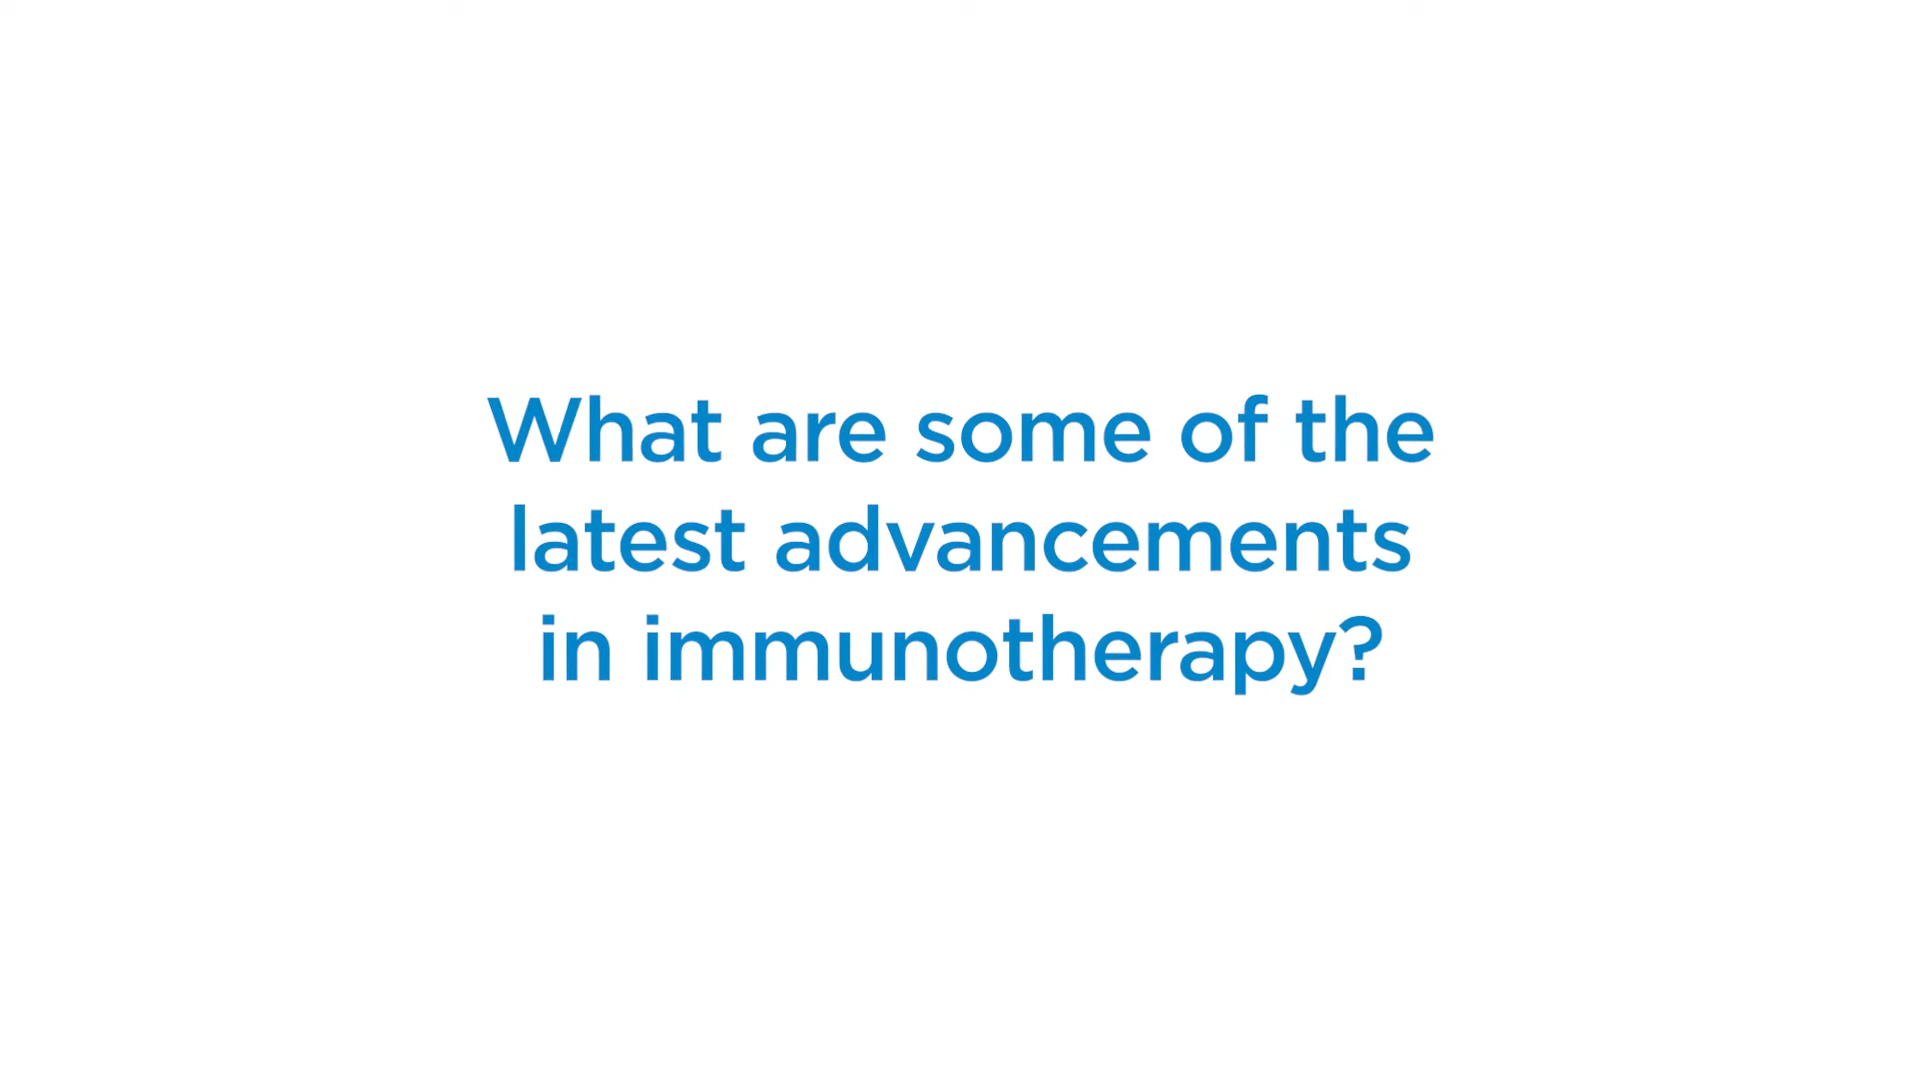 What are some of the
latest advancements
in immunotherapy?